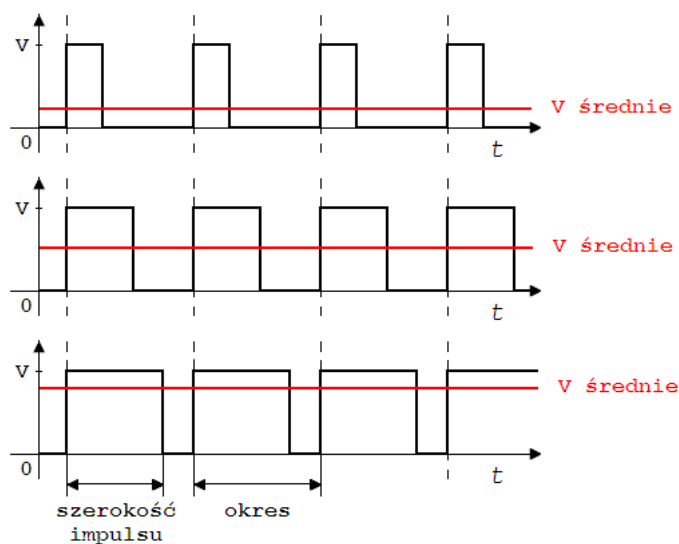 V
V średnie
0
t
V
V średnie
0
t
V
V średnie
0
t
szerokość
impulsu
okres